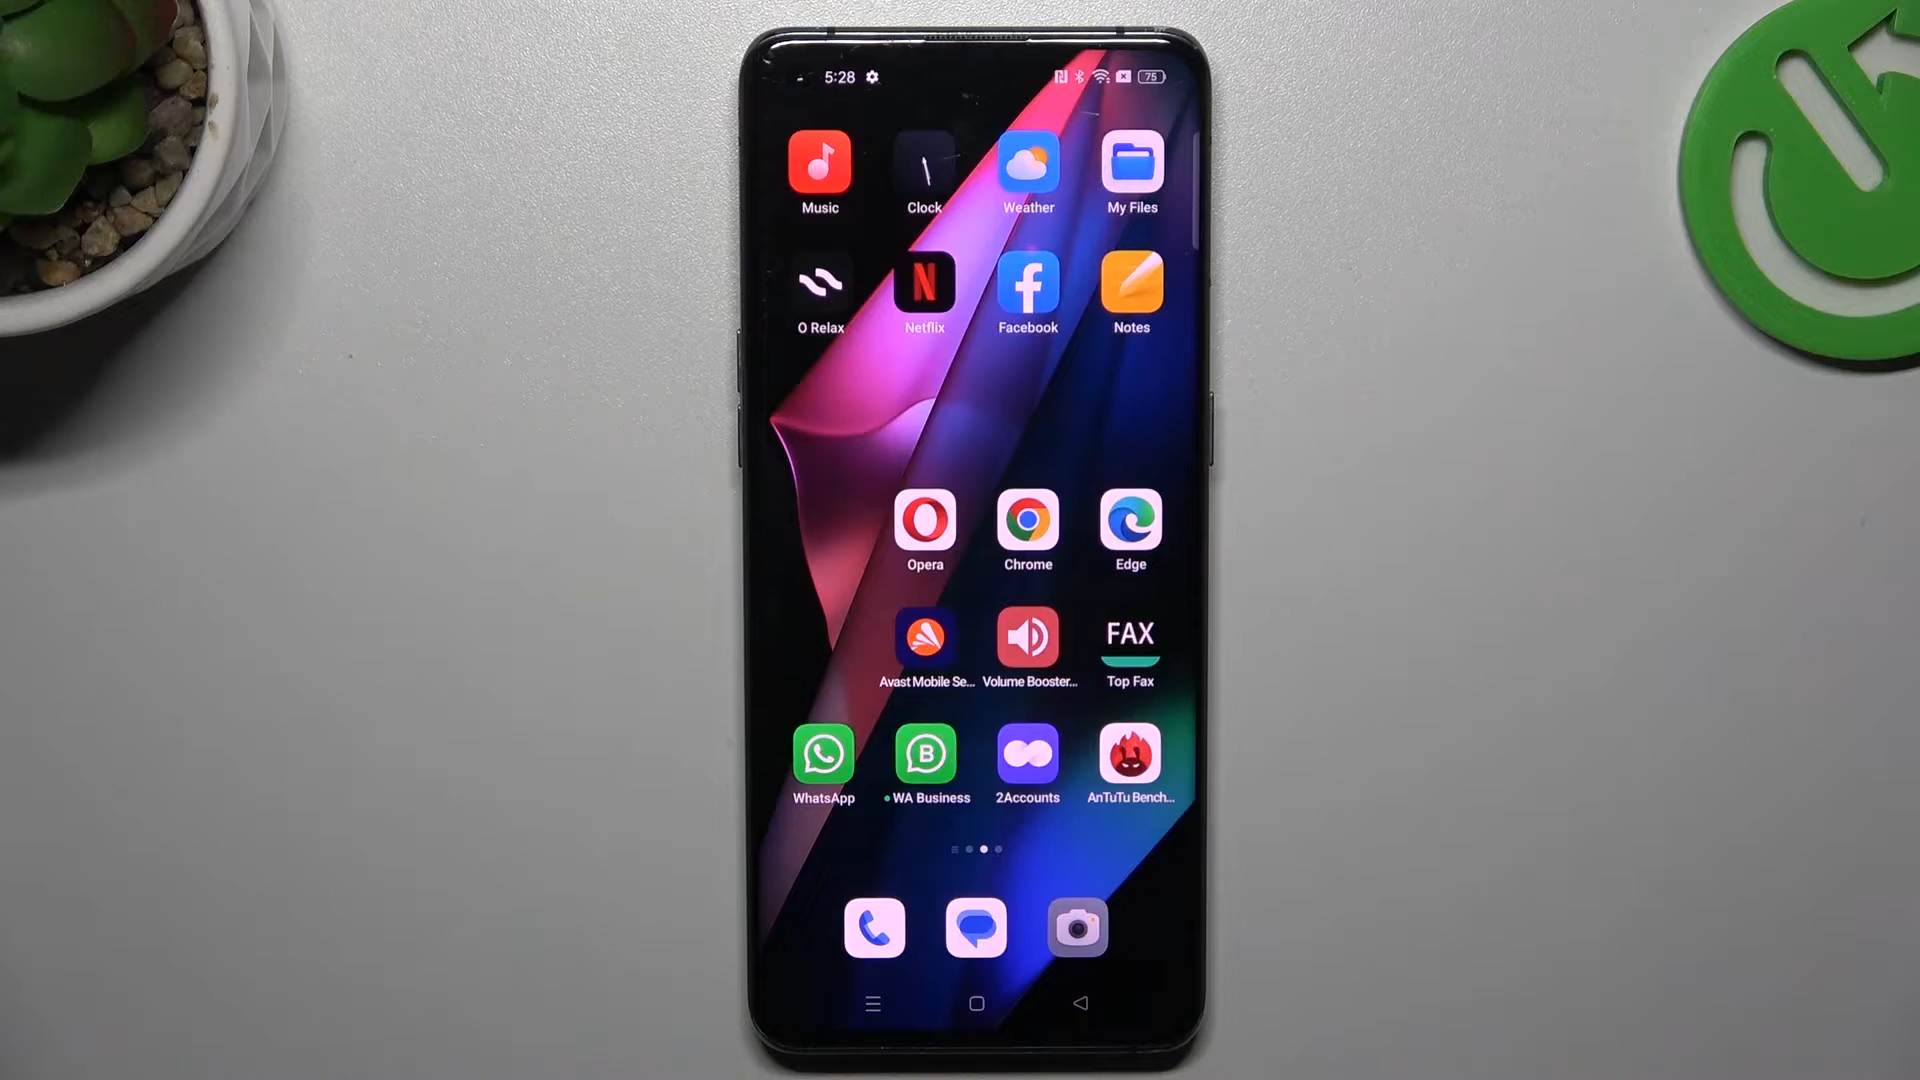 5:28 75
Music Clock Weather My Files
N
O Relax Netflix Facebook Notes
Opera Chrome Edge
FAX
Avast Mobile Se... Volume Booster... Top Fax
B
WhatsApp WA Business 2Accounts AnTuTu Bench...